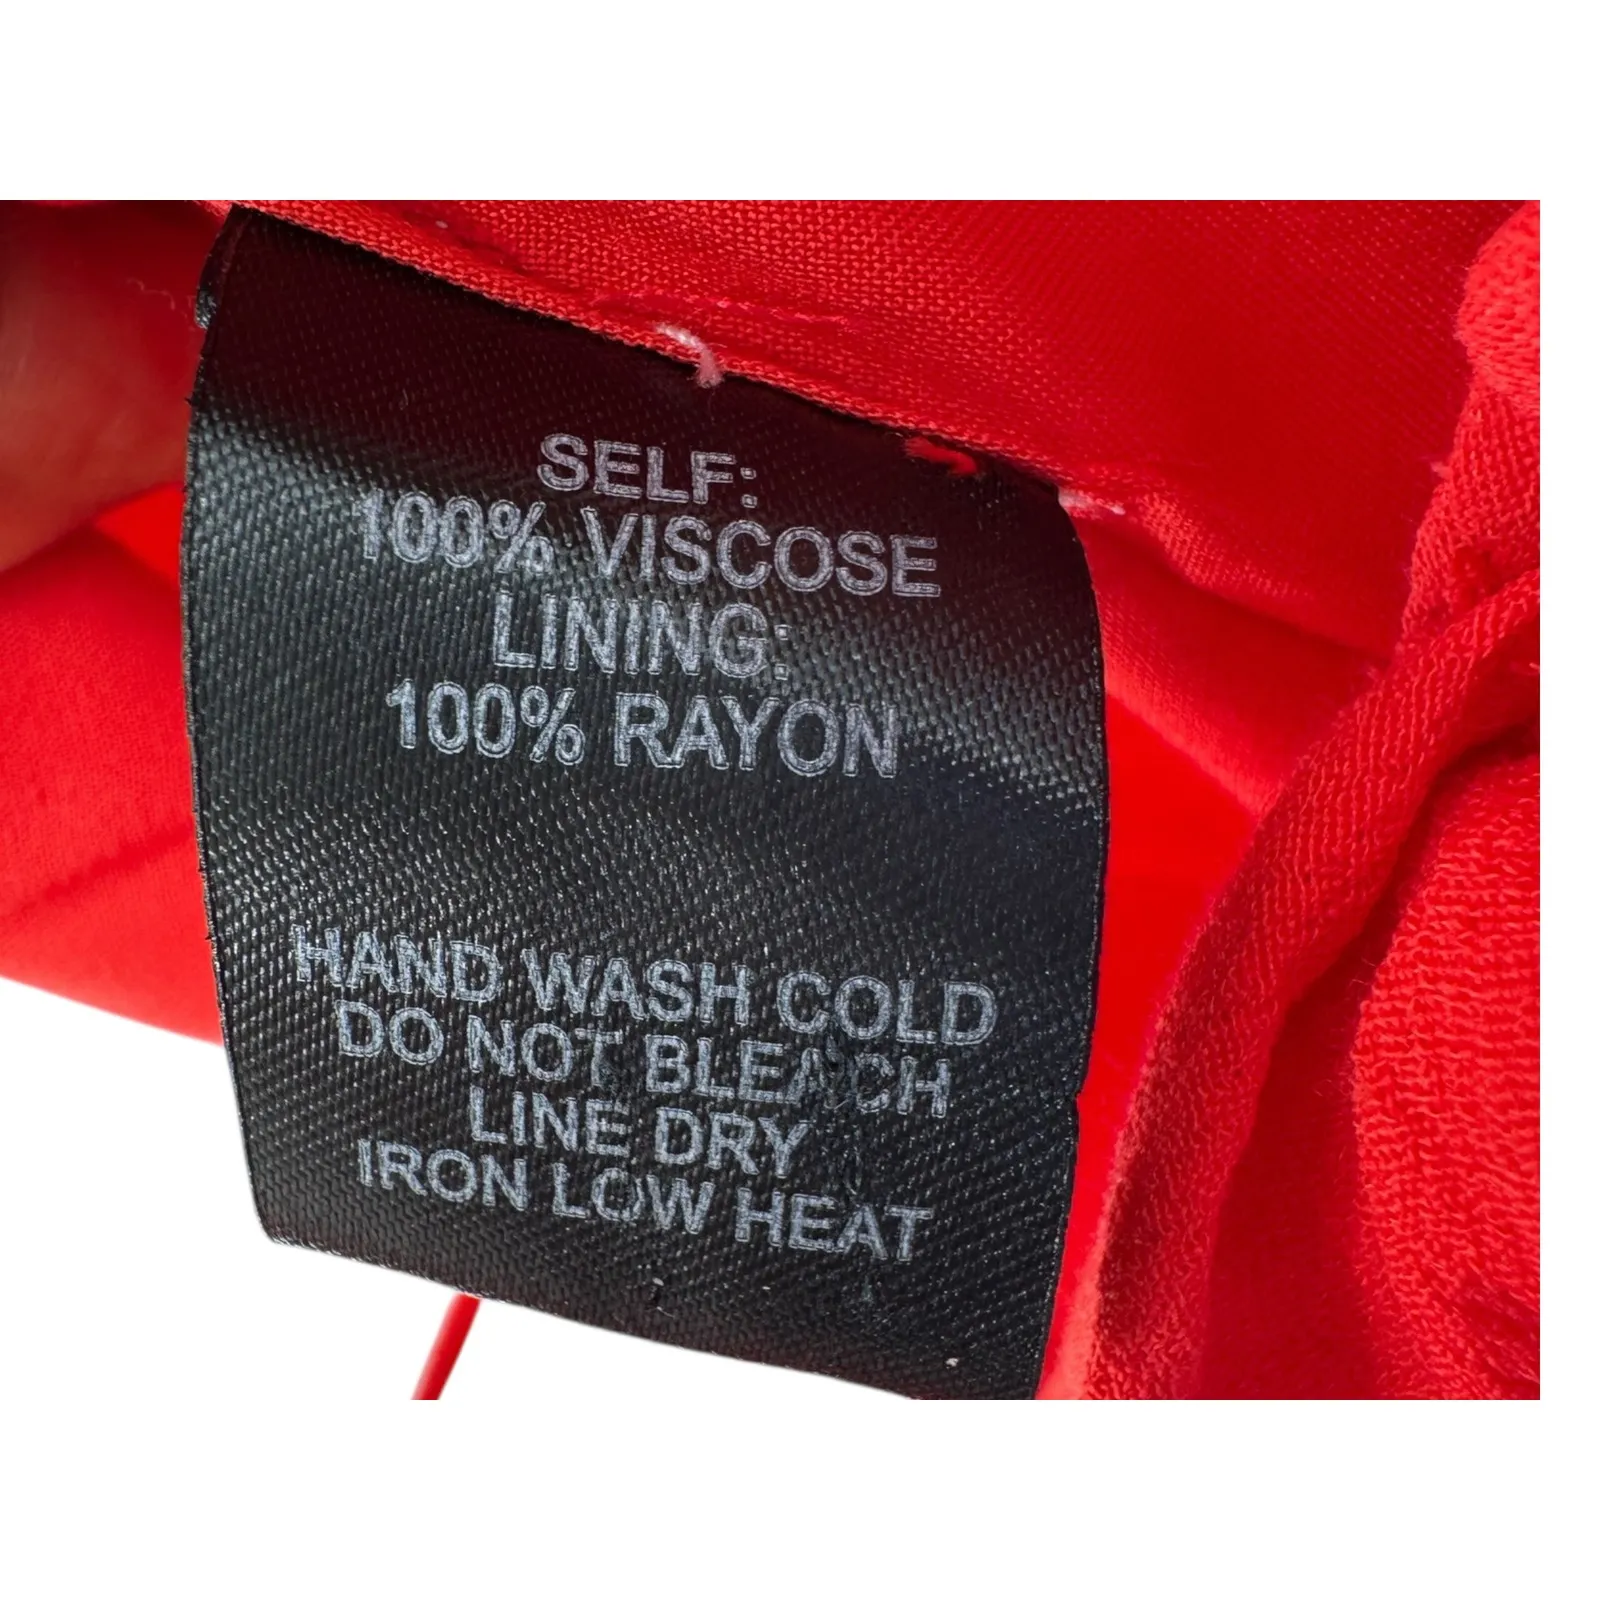 SELF:
100% VISCOSE
LINING:
100% RAYON
HAND WASH COLD
DO NOT BLEACH
LINE DRY
IRON LOW HEAT